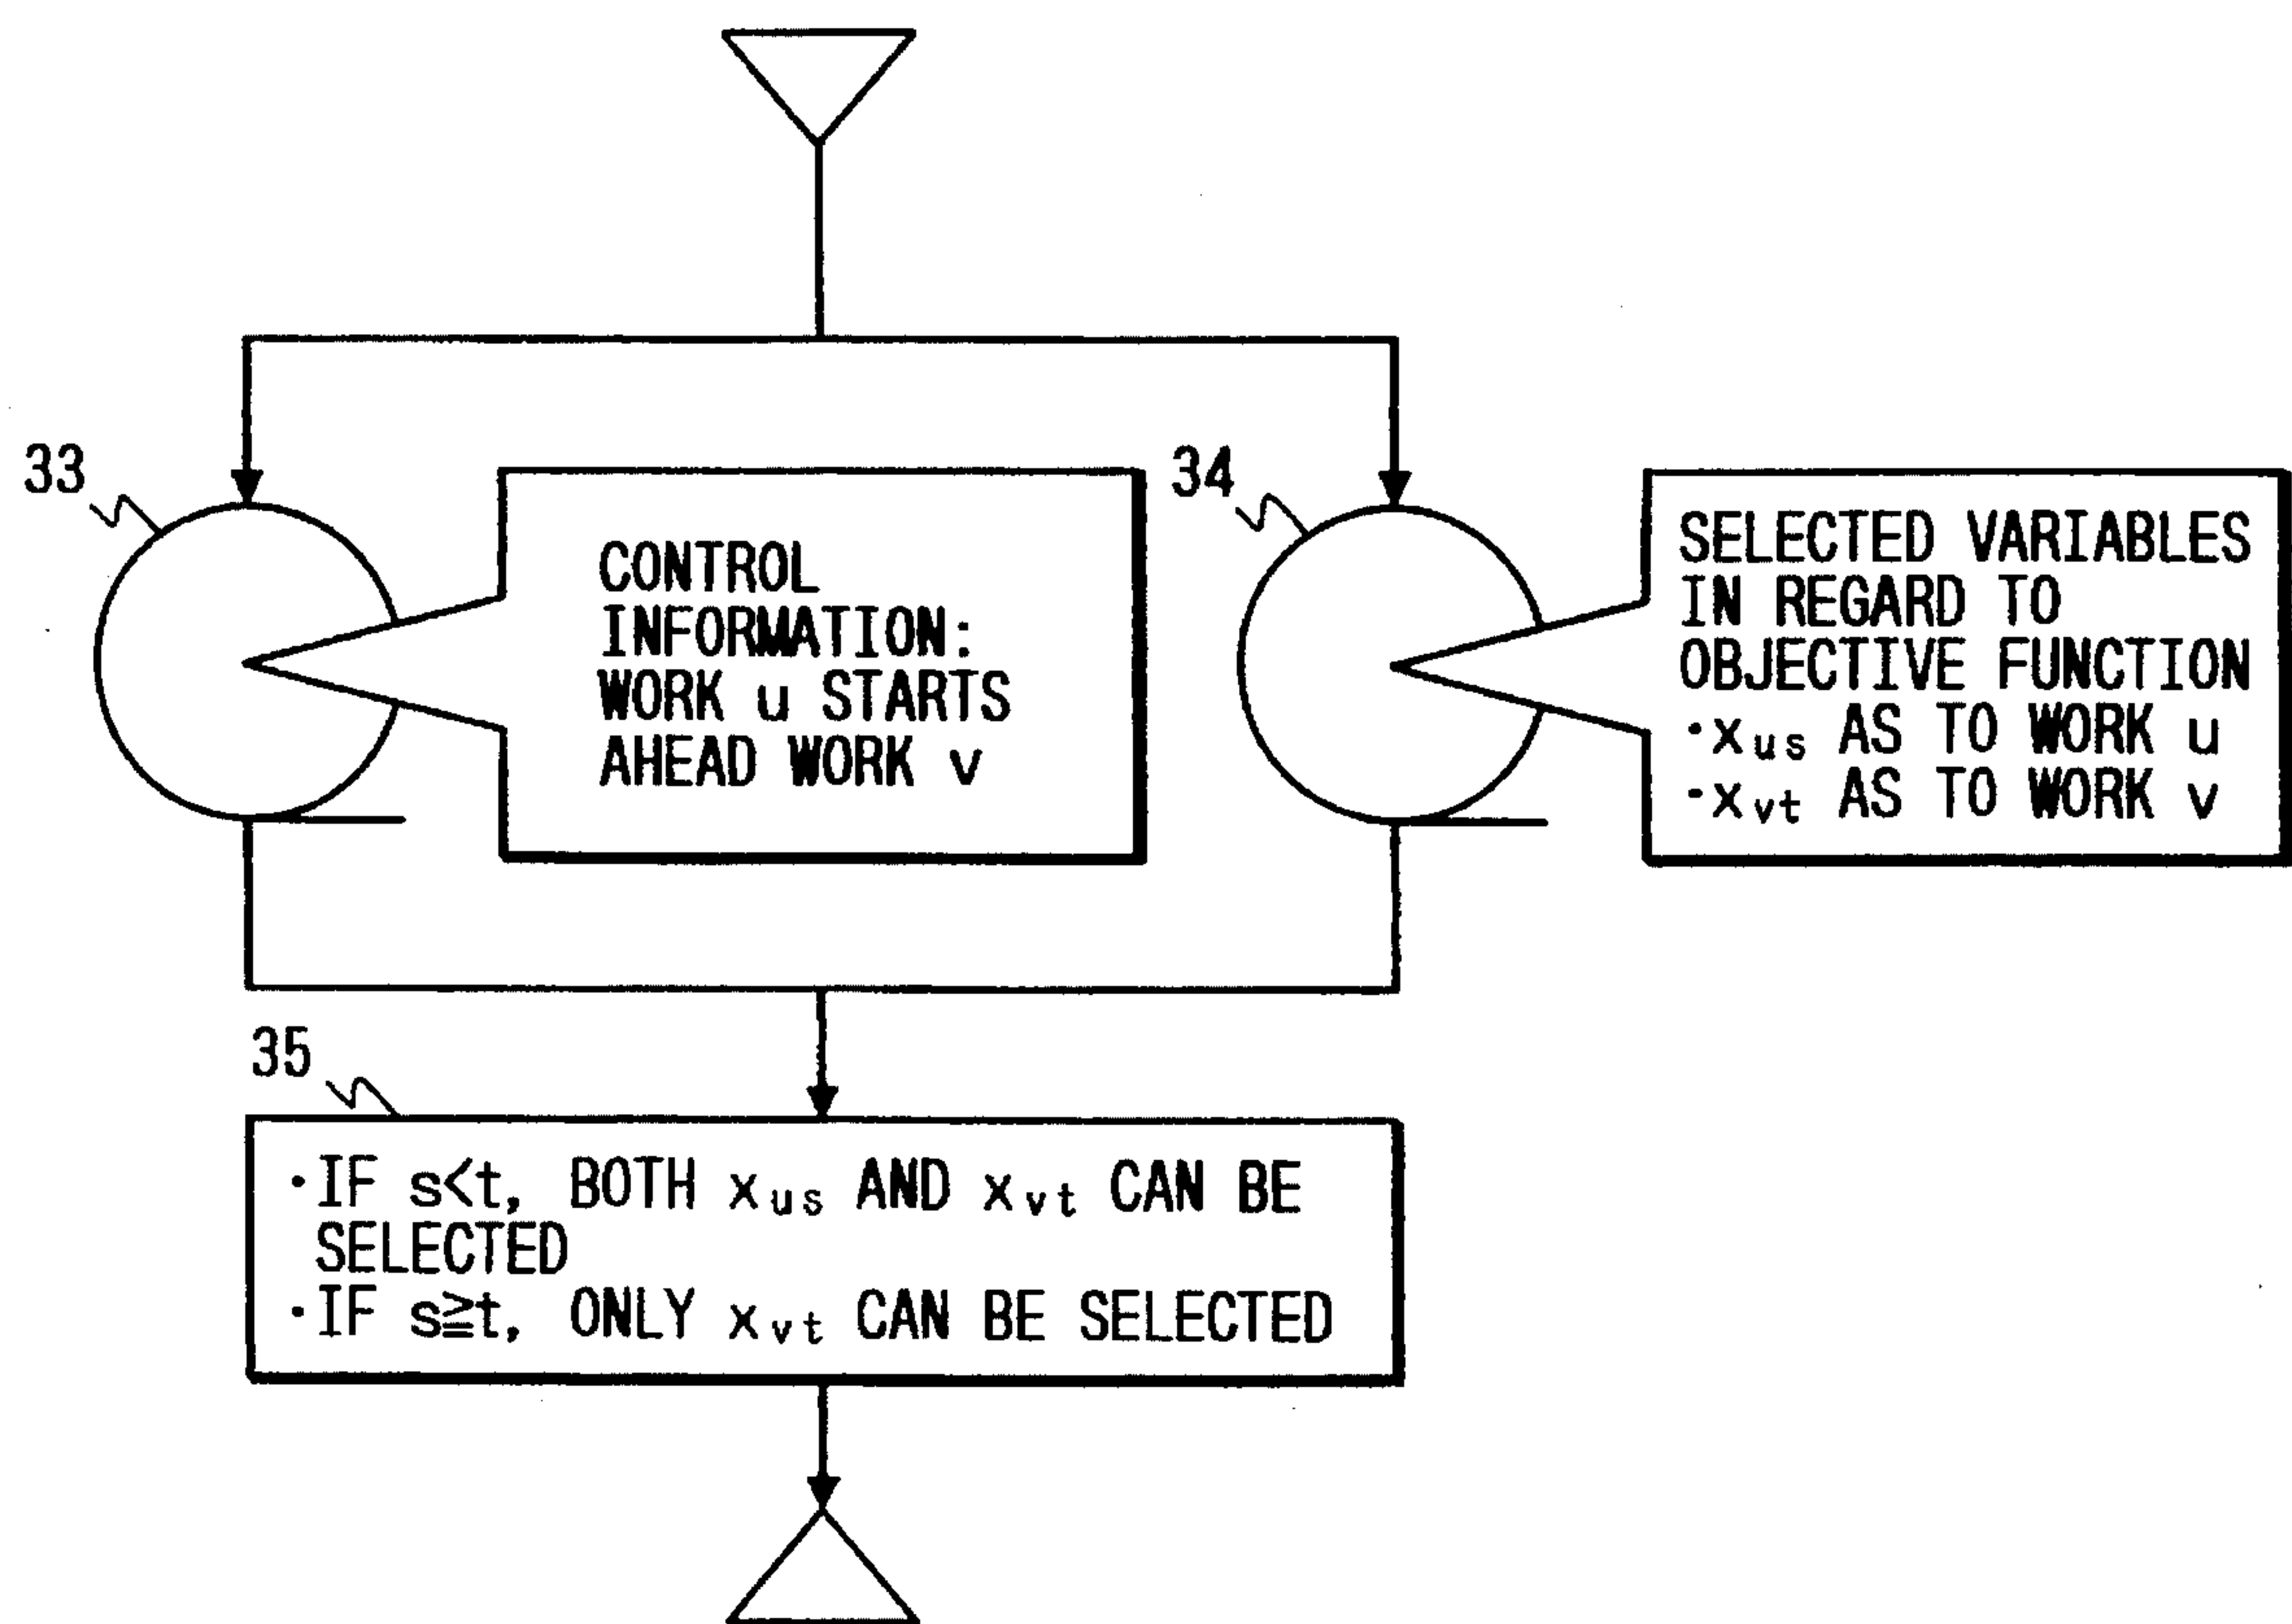 33
CONTROL
INFORMATION:
WORK u STARTS
AHEAD WORK v
34
SELECTED VARIABLES
IN REGARD TO
OBJECTIVE FUNCTION
·xus AS TO WORK u
·xvt AS TO WORK v
35
·IF s<t, BOTH xus AND xvt CAN BE
SELECTED
·IF s≧t, ONLY xvt CAN BE SELECTED